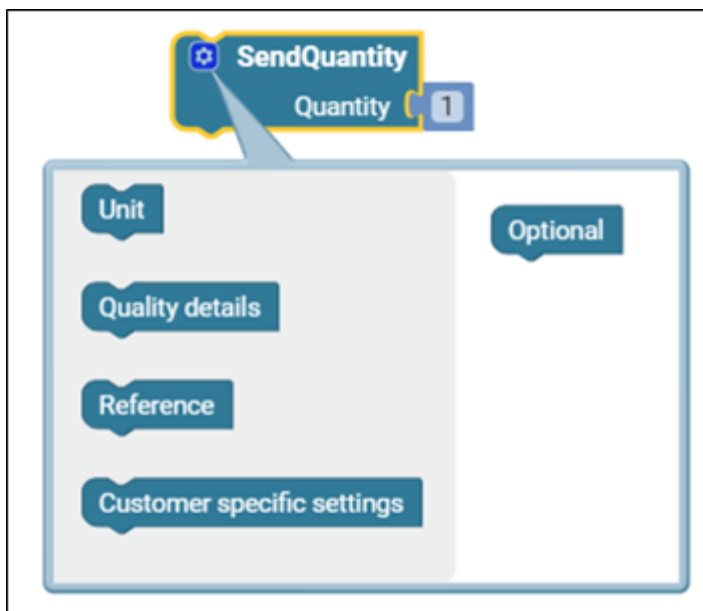 SendQuantity
Quantity 1
Unit
Optional
Quality details
Reference
Customer specific settings